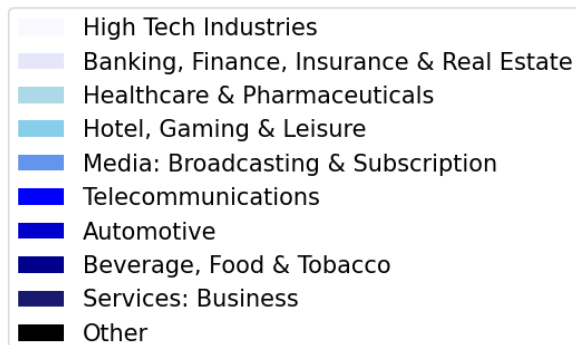 High Tech Industries
Banking, Finance, Insurance & Real Estate
Healthcare & Pharmaceuticals
Hotel, Gaming & Leisure
Media: Broadcasting & Subscription
Telecommunications
Automotive
Beverage, Food & Tobacco
Services: Business
Other